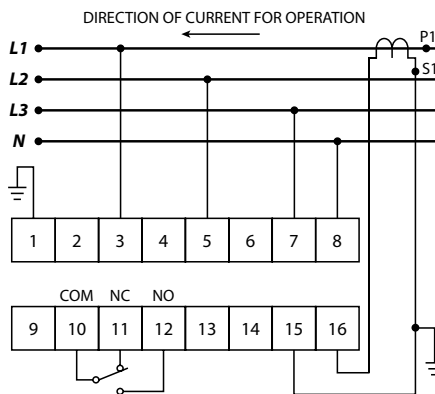 DIRECTION OF CURRENT FOR OPERATION
L1 P1
S1
L2
L3
N
1 2 3 4 5 6 7 8
COM NC NO
9 10 11 12 13 14 15 16